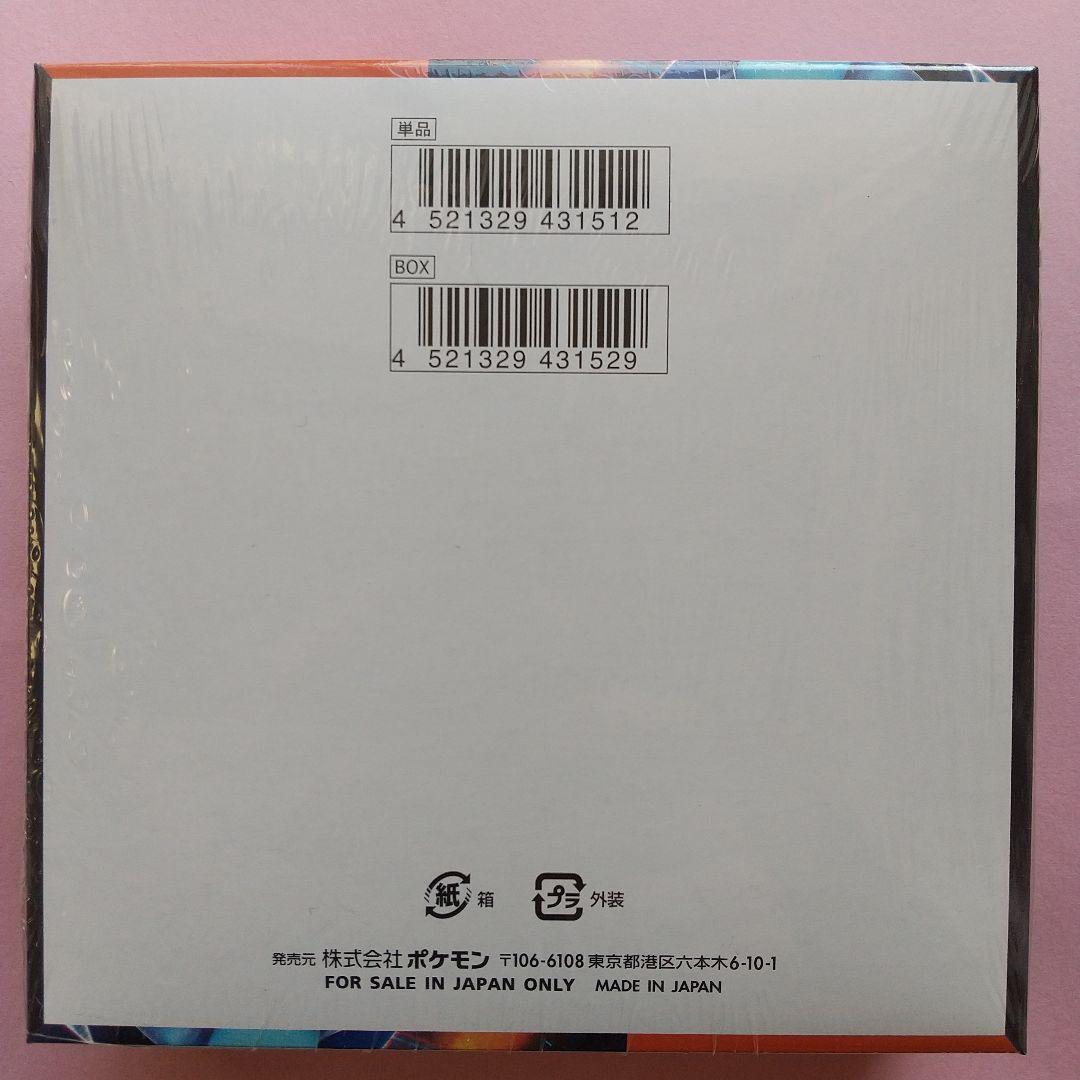 単品
4 521329 431512
BOX
4 521329 431529
紙 箱 プラ 外装
発売元 株式会社 ポケモン 〒106-6108 東京都港区六本木6-10-1
FOR SALE IN JAPAN ONLY MADE IN JAPAN